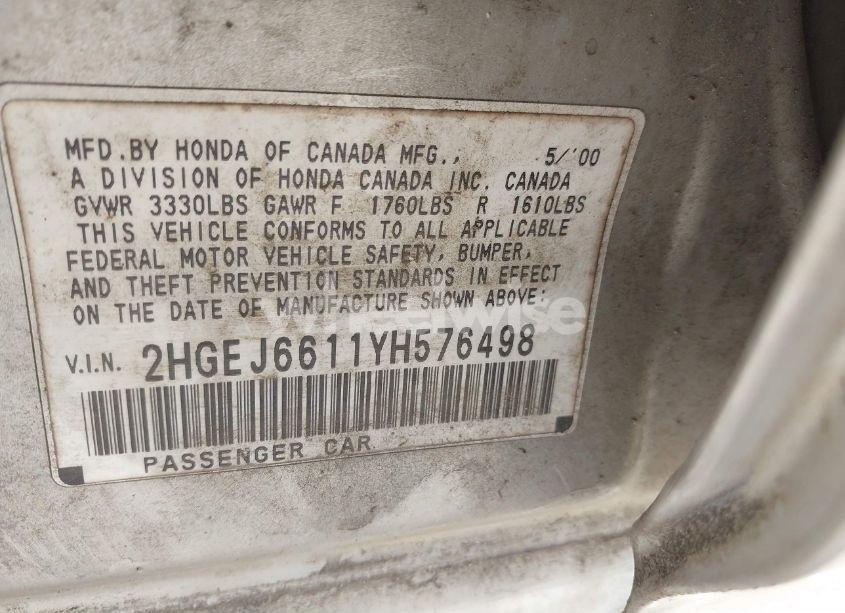 MFD.BY HONDA OF CANADA MFG., 5/'00
A DIVISION OF HONDA CANADA INC. CANADA
GVWR 3330LBS GAWR F 1760LBS R 1610LBS
THIS VEHICLE CONFORMS TO ALL APPLICABLE
FEDERAL MOTOR VEHICLE SAFETY, BUMPER,
AND THEFT PREVENTION STANDARDS IN EFFECT
ON THE DATE OF MANUFACTURE SHOWN ABOVE:
wheelwise
V.I.N. 2HGEJ6611YH576498
PASSENGER CAR